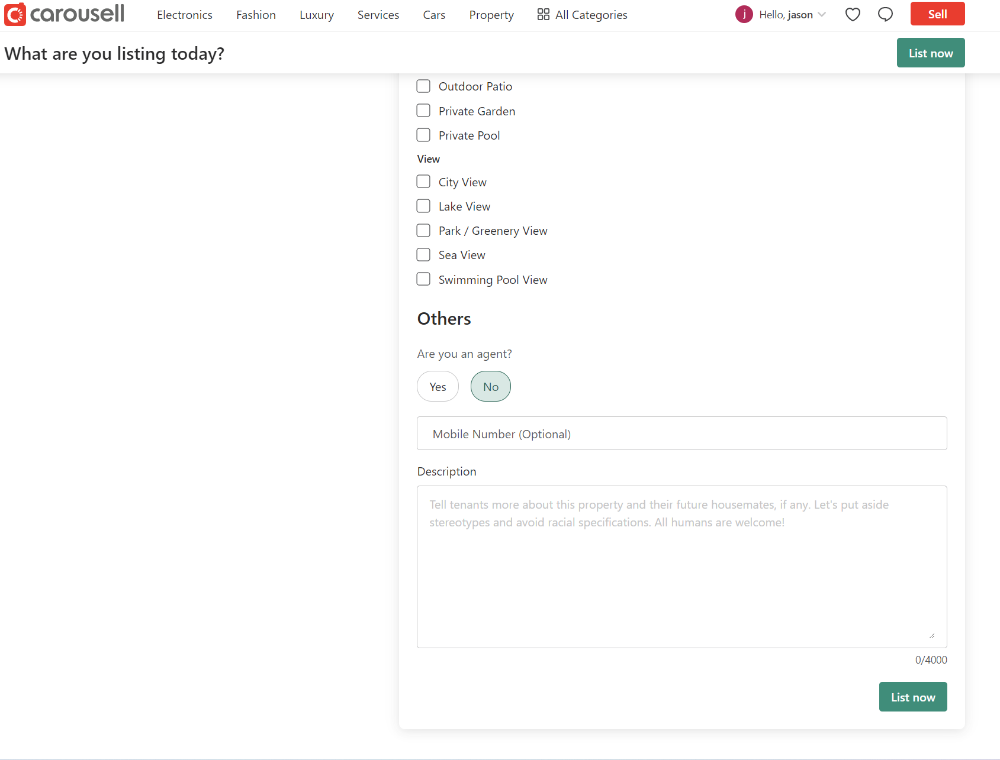 carousell
Electronics Fashion Luxury Services Cars Property All Categories
j Hello, jason
Sell
What are you listing today?
List now
Outdoor Patio
Private Garden
Private Pool
View
City View
Lake View
Park / Greenery View
Sea View
Swimming Pool View
Others
Are you an agent?
Yes No
Mobile Number (Optional)
Description
Tell tenants more about this property and their future housemates, if any. Let's put aside
stereotypes and avoid racial specifications. All humans are welcome!
0/4000
List now